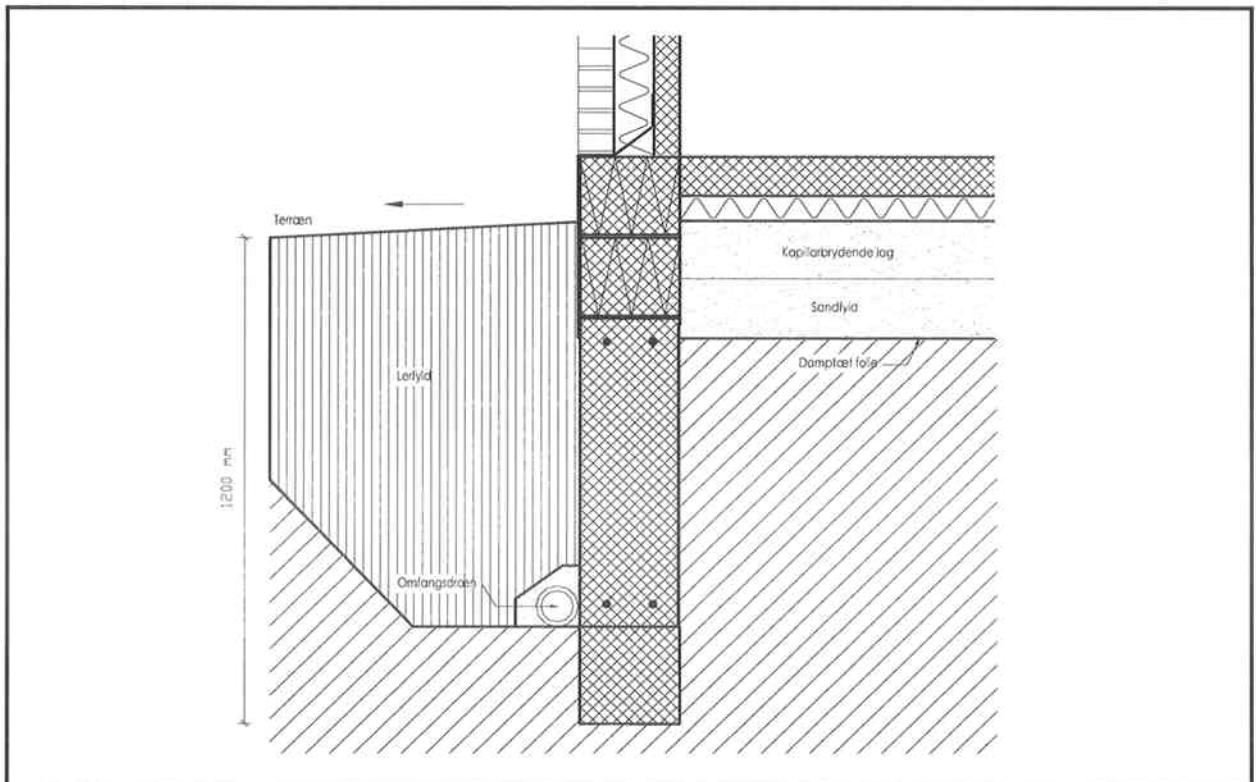 Terræn
Kapillarbrydende lag
Sandfyld
Damptæt folie
Lerfyld
1200 mm
Omfangsdræn